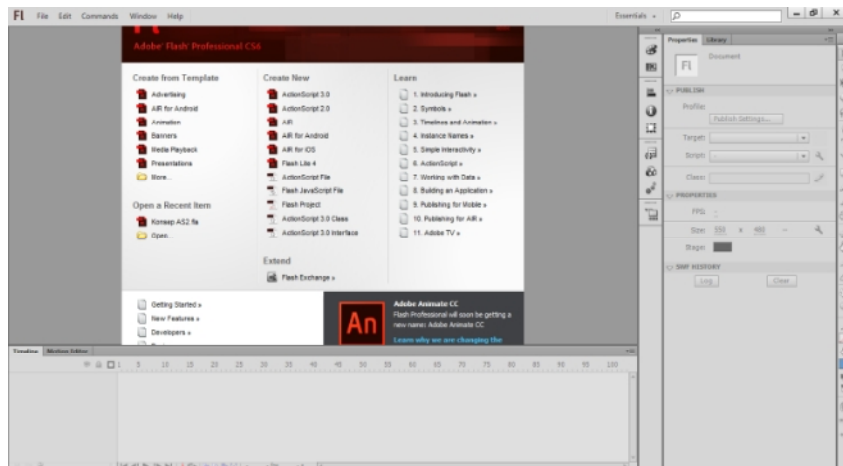 Fl File Edit Commands Window Help Essentials
Adobe Flash Professional CS6
Create from Template
Advertising
AIR for Android
Animation
Banners
Media Playback
Presentations
More...
Open a Recent Item
Konsep AS2 fla
Open...
Create New
ActionScript 3.0
ActionScript 2.0
AIR
AIR for Android
AIR for iOS
Flash Lite 4
ActionScript File
Flash JavaScript File
Flash Project
ActionScript 3.0 Class
ActionScript 3.0 Interface
Extend
Flash Exchange »
Learn
1. Introducing Flash »
2. Symbols »
3. Timelines and Animation »
4. Instance Names »
5. Simple Interactivity »
6. ActionScript »
7. Working with Data »
8. Building an Application »
9. Publishing for Mobile »
10. Publishing for AIR »
11. Adobe TV »
Getting Started »
New Features »
Developers »
An
Adobe Animate CC
Flash Professional will soon be getting a
new name: Adobe Animate CC
Learn why we are changing the
Properties Library
Fl Document
PUBLISH
Profile:
Publish Settings...
Target:
Script: -
Class:
PROPERTIES
FPS: -
Size: 550 x 400
Stage:
SWF HISTORY
Log Clear
Timeline Motion Editor
1 5 10 15 20 25 30 35 40 45 50 55 60 65 70 75 80 85 90 95 100